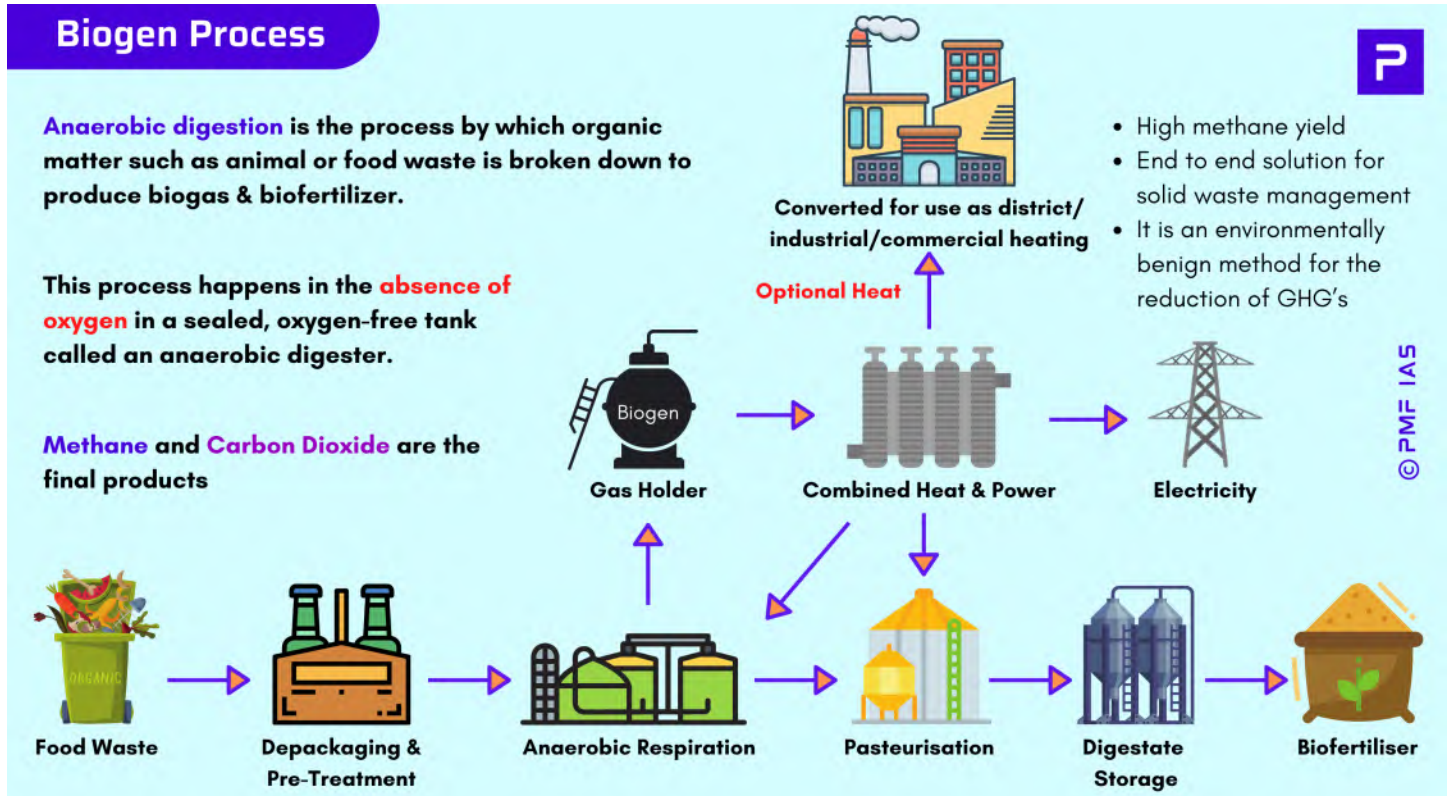 Biogen Process
P
Anaerobic digestion is the process by which organic
matter such as animal or food waste is broken down to
produce biogas & biofertilizer.
This process happens in the absence of
oxygen in a sealed, oxygen-free tank
called an anaerobic digester.
Methane and Carbon Dioxide are the
final products
Converted for use as district/
industrial/commercial heating
• High methane yield
• End to end solution for
solid waste management
• It is an environmentally
benign method for the
reduction of GHG's
Optional Heat
Biogen
Gas Holder
Combined Heat & Power
Electricity
© PMF IAS
ORGANIC
Food Waste
Depackaging &
Pre-Treatment
Anaerobic Respiration
Pasteurisation
Digestate
Storage
Biofertiliser